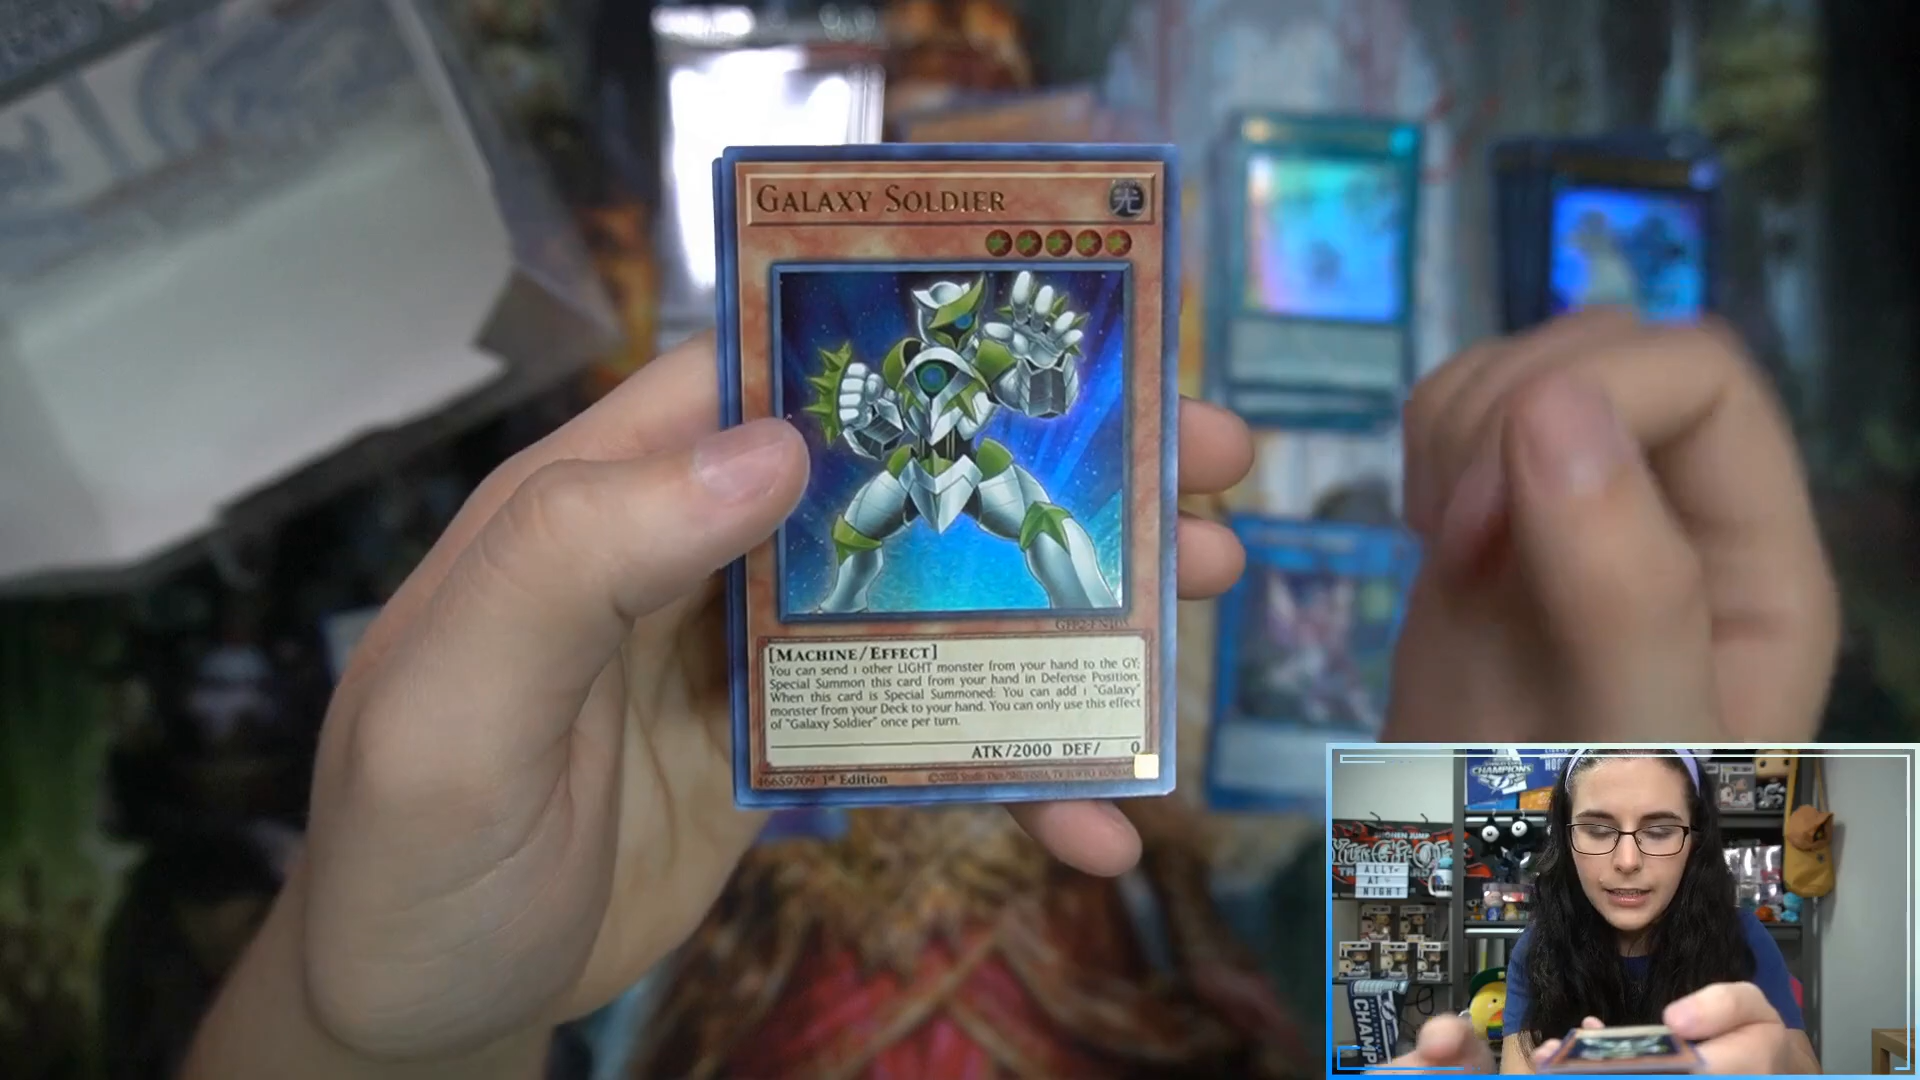 GALAXY SOLDIER
光
GFP2-EN103
[MACHINE/EFFECT]
You can send 1 other LIGHT monster from your hand to the GY;
Special Summon this card from your hand in Defense Position.
When this card is Special Summoned: You can add 1 "Galaxy"
monster from your Deck to your hand. You can only use this effect
of "Galaxy Soldier" once per turn.
ATK/2000 DEF/ 0
46659709 1st Edition
CHAMPIONS
SHONEN JUMP
ALLY
AT
NIGHT
CHAMP